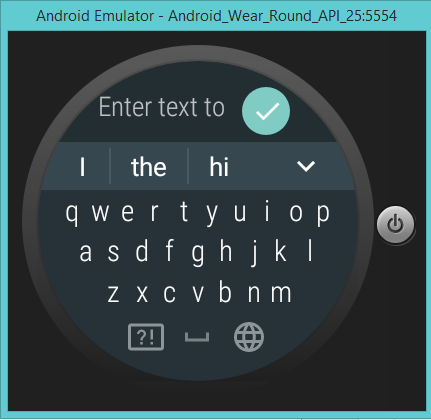 Android Emulator - Android_Wear_Round_API_25:5554
Enter text to
I the hi
q w e r t y u i o p
a s d f g h j k l
z x c v b n m
?!